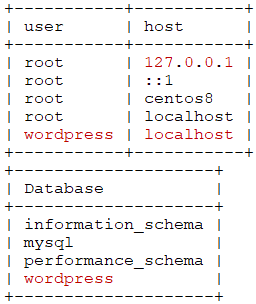 +-----------+-----------+
| user | host |
+-----------+-----------+
| root | 127.0.0.1 |
| root | ::1 |
| root | centos8 |
| root | localhost |
| wordpress | localhost |
+-----------+-----------+
+--------------------+
| Database |
+--------------------+
| information_schema |
| mysql |
| performance_schema |
| wordpress |
+--------------------+